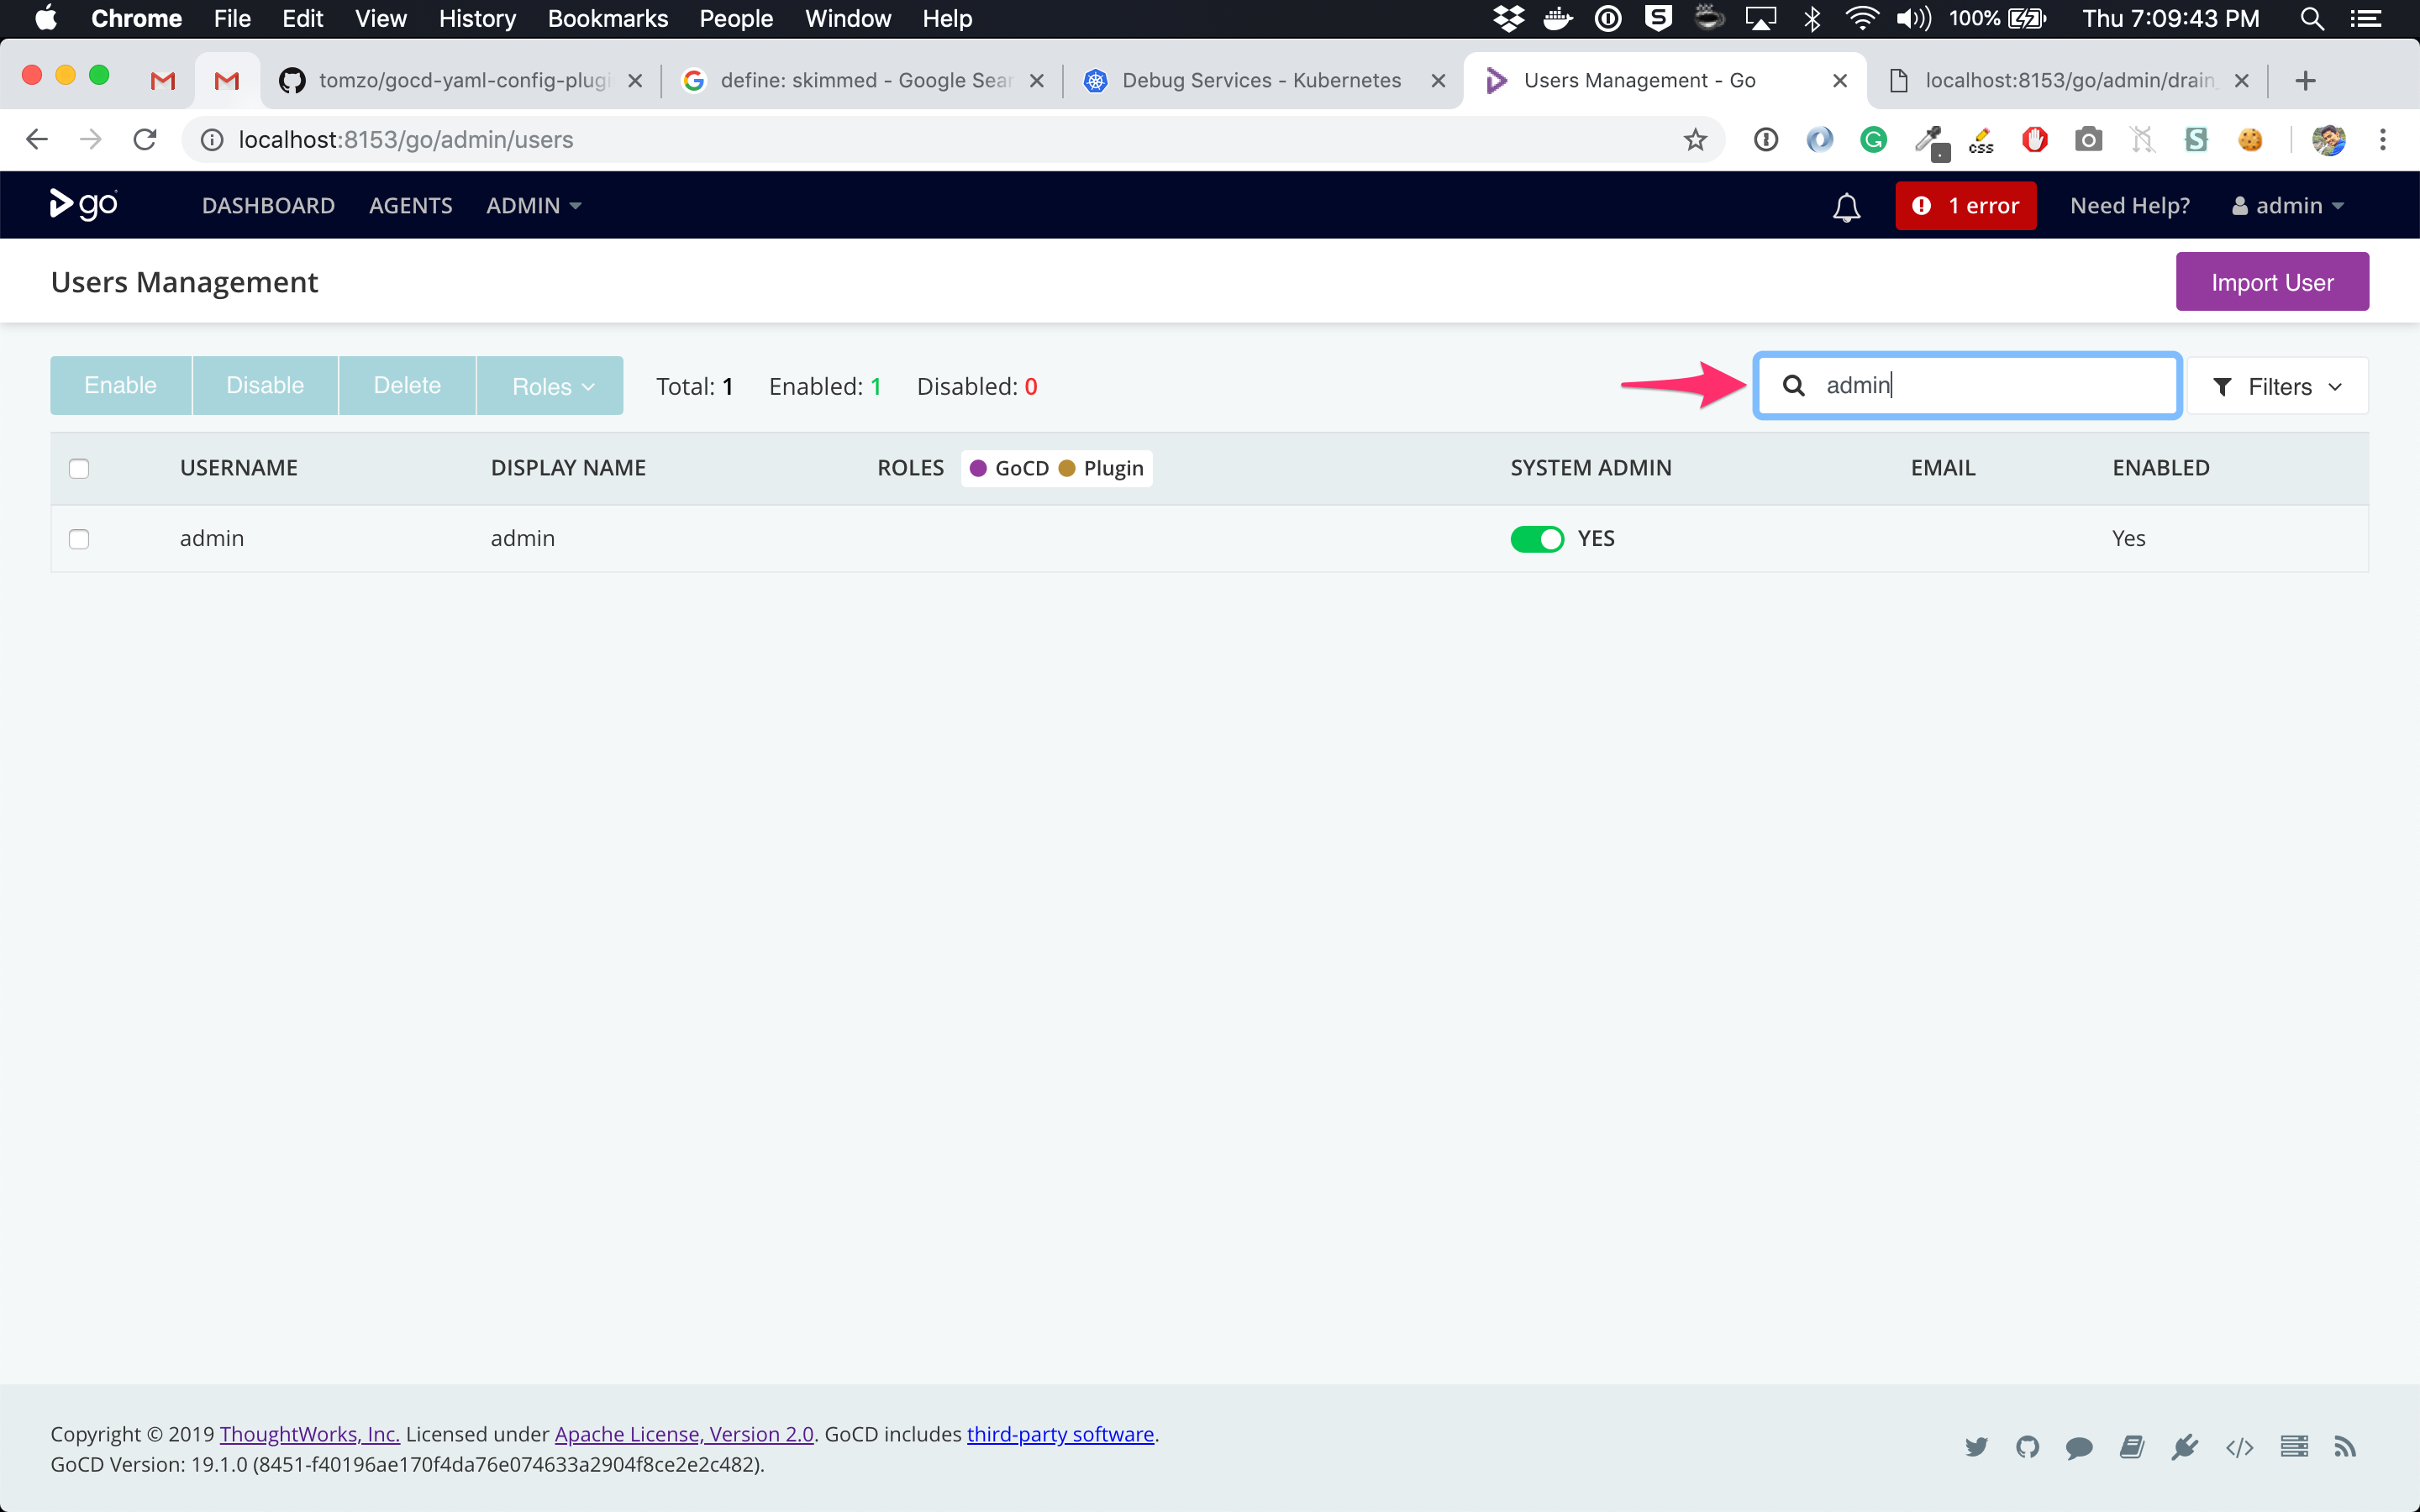 Chrome File Edit View History Bookmarks People Window Help 100% Thu 7:09:43 PM
tomzo/gocd-yaml-config-plugi define: skimmed - Google Sear Debug Services - Kubernetes Users Management - Go localhost:8153/go/admin/drain_
localhost:8153/go/admin/users
css
go DASHBOARD AGENTS ADMIN 1 error Need Help? admin
Users Management Import User
Enable Disable Delete Roles Total: 1 Enabled: 1 Disabled: 0 admin Filters
USERNAME DISPLAY NAME ROLES GoCD Plugin SYSTEM ADMIN EMAIL ENABLED
admin admin YES Yes
Copyright © 2019 ThoughtWorks, Inc. Licensed under Apache License, Version 2.0. GoCD includes third-party software.
GoCD Version: 19.1.0 (8451-f40196ae170f4da76e074633a2904f8ce2e2c482).